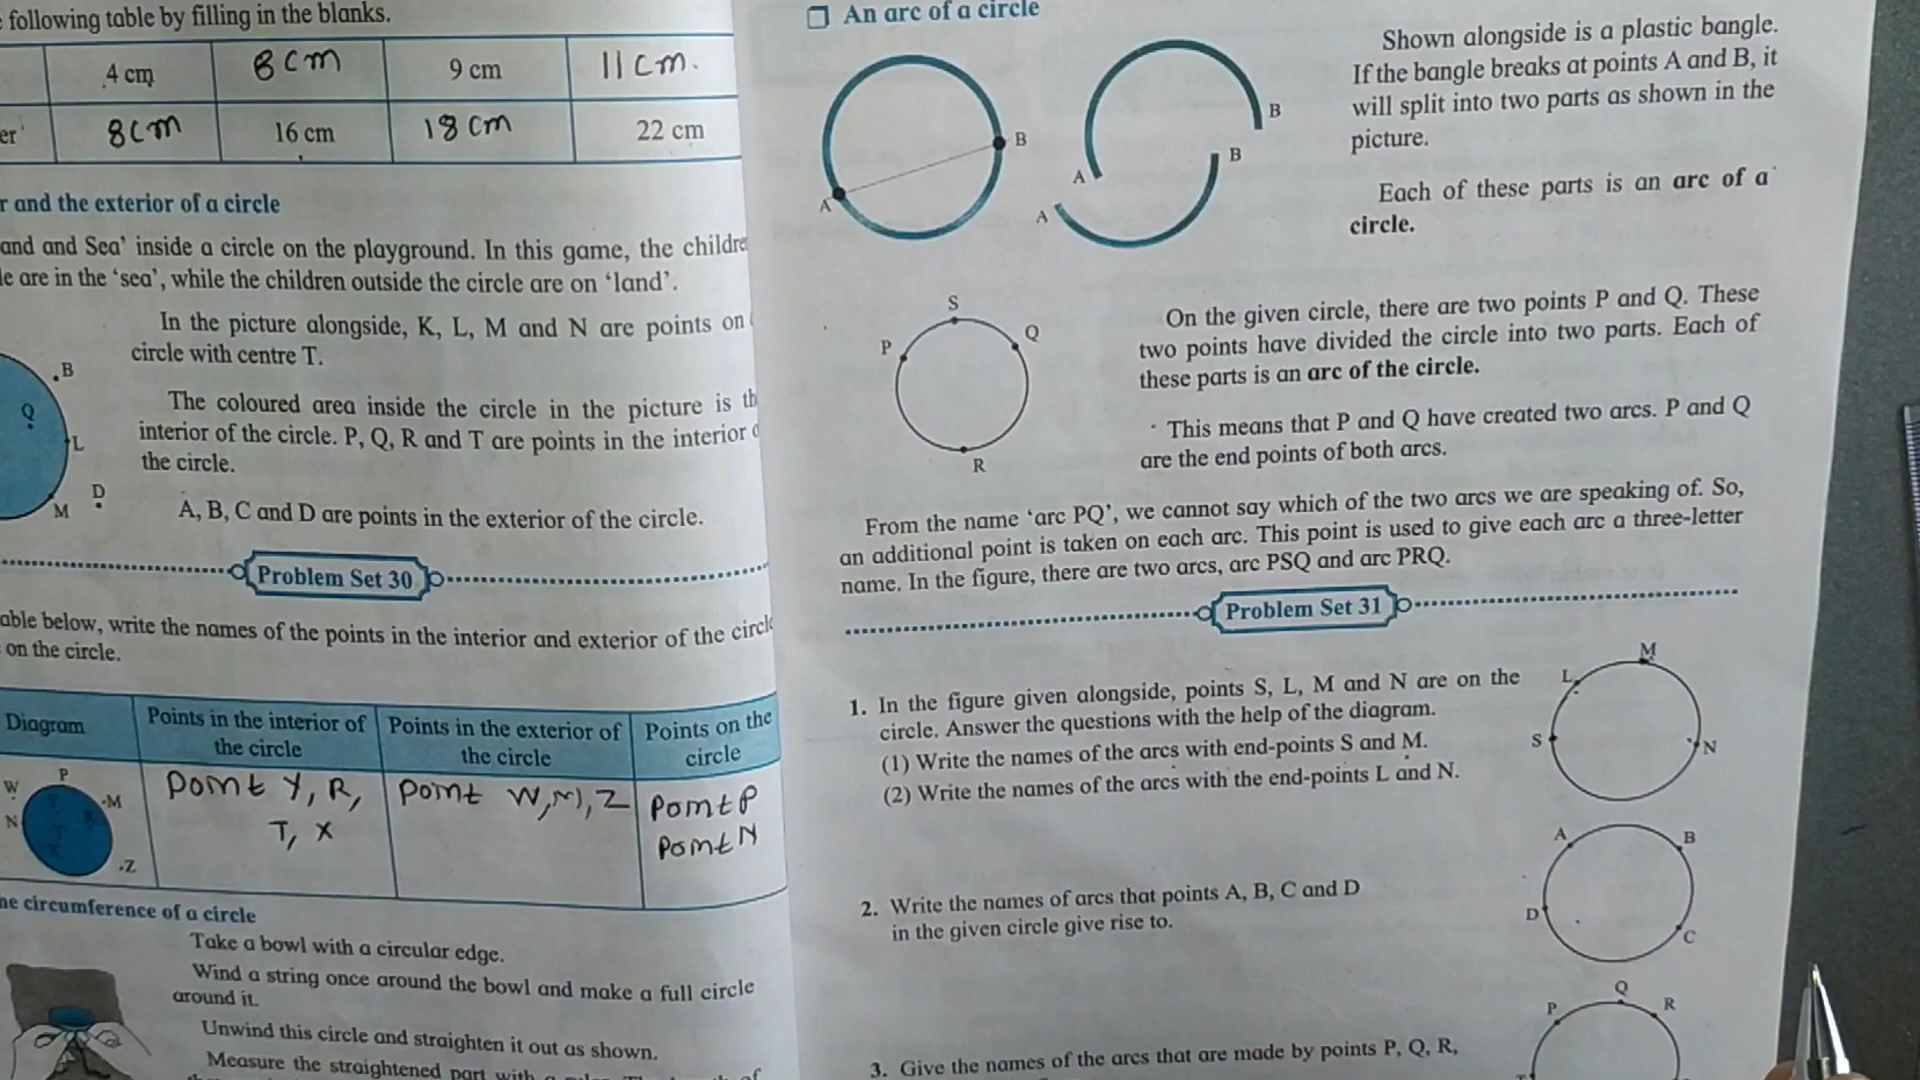 following table by filling in the blanks.
4 cm 8 cm 9 cm 11 cm.
er 8 cm 16 cm 18 cm 22 cm
r and the exterior of a circle
and and Sea’ inside a circle on the playground. In this game, the childre
le are in the ‘sea’, while the children outside the circle are on ‘land’.
In the picture alongside, K, L, M and N are points on
circle with centre T.
The coloured area inside the circle in the picture is th
interior of the circle. P, Q, R and T are points in the interior o
the circle.
A, B, C and D are points in the exterior of the circle.
B
Q
L
D
M
Problem Set 30
able below, write the names of the points in the interior and exterior of the circle
on the circle.
Diagram
Points in the interior of
the circle
Points in the exterior of
the circle
Points on the
circle
W P M
N R
T
X
Z
Point Y, R,
T, X
Point W, M, Z
Point P
Point N
he circumference of a circle
Take a bowl with a circular edge.
Wind a string once around the bowl and make a full circle
around it.
Unwind this circle and straighten it out as shown.
Measure the straightened part with a
An arc of a circle
A B
B
A
B
A
Shown alongside is a plastic bangle.
If the bangle breaks at points A and B, it
will split into two parts as shown in the
picture.
Each of these parts is an arc of a
circle.
S
P Q
R
On the given circle, there are two points P and Q. These
two points have divided the circle into two parts. Each of
these parts is an arc of the circle.
This means that P and Q have created two arcs. P and Q
are the end points of both arcs.
From the name ‘arc PQ’, we cannot say which of the two arcs we are speaking of. So,
an additional point is taken on each arc. This point is used to give each arc a three-letter
name. In the figure, there are two arcs, arc PSQ and arc PRQ.
Problem Set 31
1. In the figure given alongside, points S, L, M and N are on the
circle. Answer the questions with the help of the diagram.
(1) Write the names of the arcs with end-points S and M.
(2) Write the names of the arcs with the end-points L and N.
M
L
S N
2. Write the names of arcs that points A, B, C and D
in the given circle give rise to.
A B
D C
3. Give the names of the arcs that are made by points P, Q, R,
Q
P R